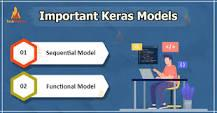 Important Keras Models
01
Sequential Model
02
Functional Model